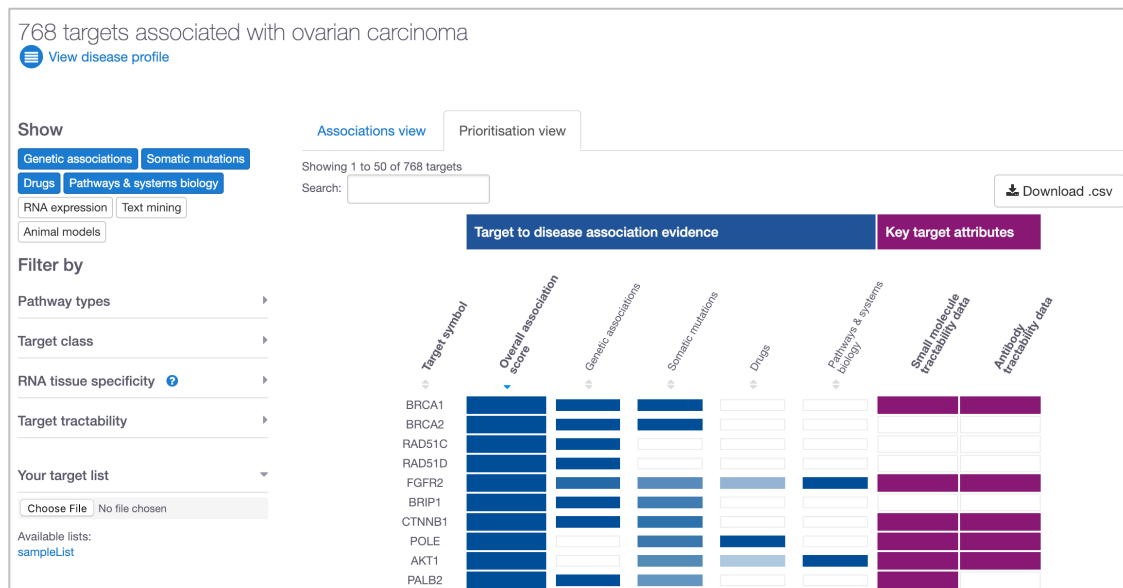 768 targets associated with ovarian carcinoma
View disease profile
Show
Genetic associations Somatic mutations
Drugs Pathways & systems biology
RNA expression Text mining
Animal models
Filter by
Pathway types
Target class
RNA tissue specificity ?
Target tractability
Your target list
Choose File No file chosen
Available lists:
sampleList
Associations view Prioritisation view
Showing 1 to 50 of 768 targets
Search:
Download .csv
Target to disease association evidence Key target attributes
Target symbol
Overall association
score
Genetic associations
Somatic mutations
Drugs
Pathways & systems
biology
Small molecule
tractability data
Antibody
tractability data
BRCA1
BRCA2
RAD51C
RAD51D
FGFR2
BRIP1
CTNNB1
POLE
AKT1
PALB2